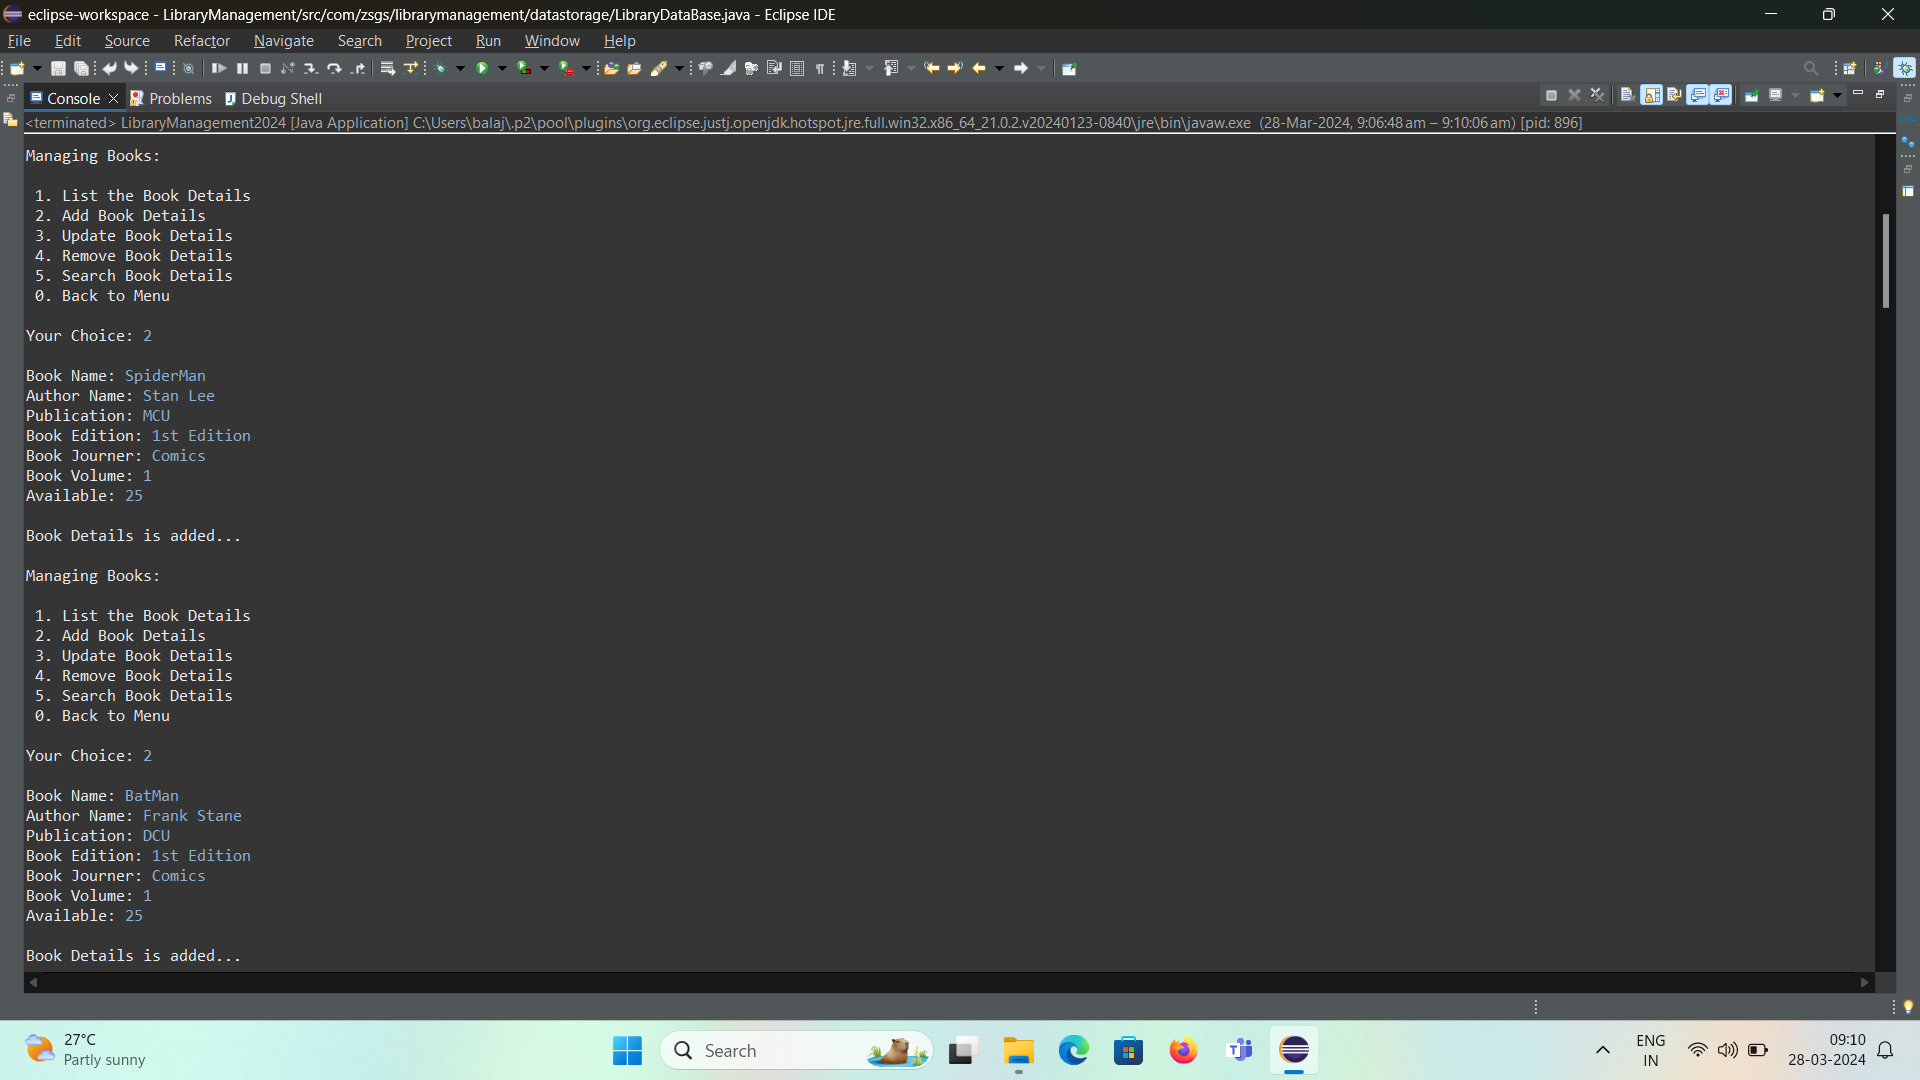 eclipse-workspace - LibraryManagement/src/com/zsgs/librarymanagement/datastorage/LibraryDataBase.java - Eclipse IDE
File Edit Source Refactor Navigate Search Project Run Window Help
Console Problems Debug Shell
<terminated> LibraryManagement2024 [Java Application] C:\Users\balaj\.p2\pool\plugins\org.eclipse.justj.openjdk.hotspot.jre.full.win32.x86_64_21.0.2.v20240123-0840\jre\bin\javaw.exe (28-Mar-2024, 9:06:48 am – 9:10:06 am) [pid: 896]
Managing Books:
1. List the Book Details
2. Add Book Details
3. Update Book Details
4. Remove Book Details
5. Search Book Details
0. Back to Menu
Your Choice: 2
Book Name: SpiderMan
Author Name: Stan Lee
Publication: MCU
Book Edition: 1st Edition
Book Journer: Comics
Book Volume: 1
Available: 25
Book Details is added...
Managing Books:
1. List the Book Details
2. Add Book Details
3. Update Book Details
4. Remove Book Details
5. Search Book Details
0. Back to Menu
Your Choice: 2
Book Name: BatMan
Author Name: Frank Stane
Publication: DCU
Book Edition: 1st Edition
Book Journer: Comics
Book Volume: 1
Available: 25
Book Details is added...
27°C
Partly sunny
Search
ENG
IN
09:10
28-03-2024